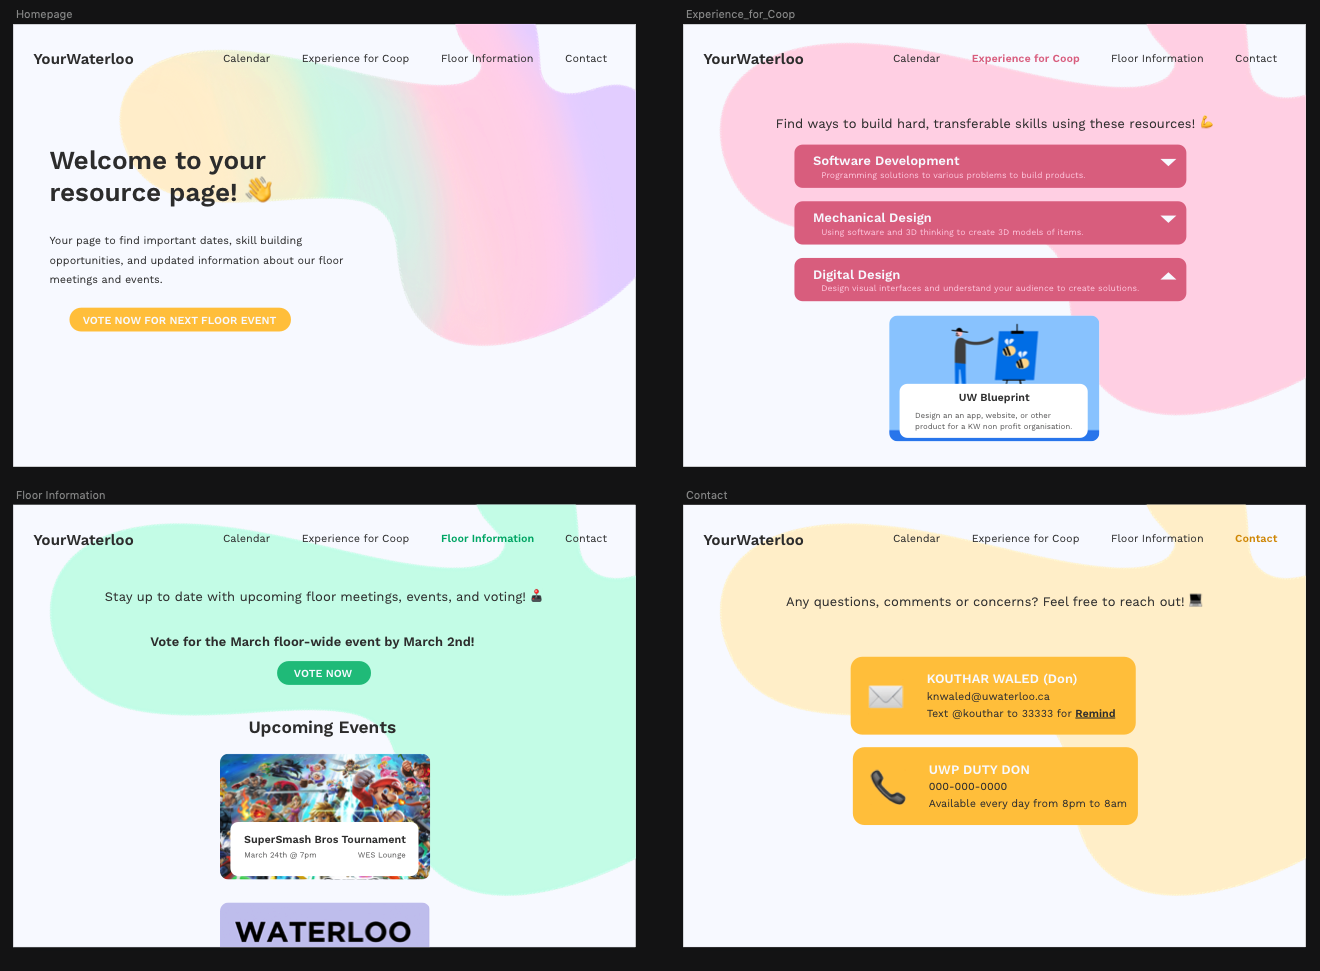 Homepage
YourWaterloo
Calendar
Experience for Coop
Floor Information
Contact
Welcome to your
resource page! 👋
Your page to find important dates, skill building
opportunities, and updated information about our floor
meetings and events.
VOTE NOW FOR NEXT FLOOR EVENT
Experience_for_Coop
YourWaterloo
Calendar
Experience for Coop
Floor Information
Contact
Find ways to build hard, transferable skills using these resources! 💪
Software Development
Programming solutions to various problems to build products.
Mechanical Design
Using software and 3D thinking to create 3D models of items.
Digital Design
Design visual interfaces and understand your audience to create solutions.
UW Blueprint
Design an an app, website, or other
product for a KW non profit organisation.
Floor Information
YourWaterloo
Calendar
Experience for Coop
Floor Information
Contact
Stay up to date with upcoming floor meetings, events, and voting! 🕹️
Vote for the March floor-wide event by March 2nd!
VOTE NOW
Upcoming Events
SuperSmash Bros Tournament
March 24th @ 7pm
WES Lounge
WATERLOO
Contact
YourWaterloo
Calendar
Experience for Coop
Floor Information
Contact
Any questions, comments or concerns? Feel free to reach out! 💻
KOUTHAR WALED (Don)
knwaled@uwaterloo.ca
Text @kouthar to 33333 for Remind
UWP DUTY DON
000-000-0000
Available every day from 8pm to 8am